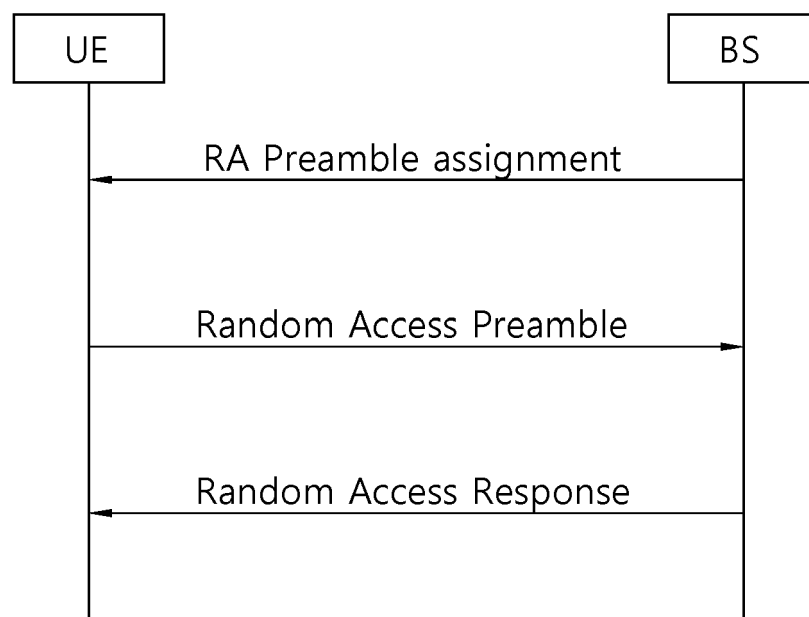 UE
BS
RA Preamble assignment
Random Access Preamble
Random Access Response